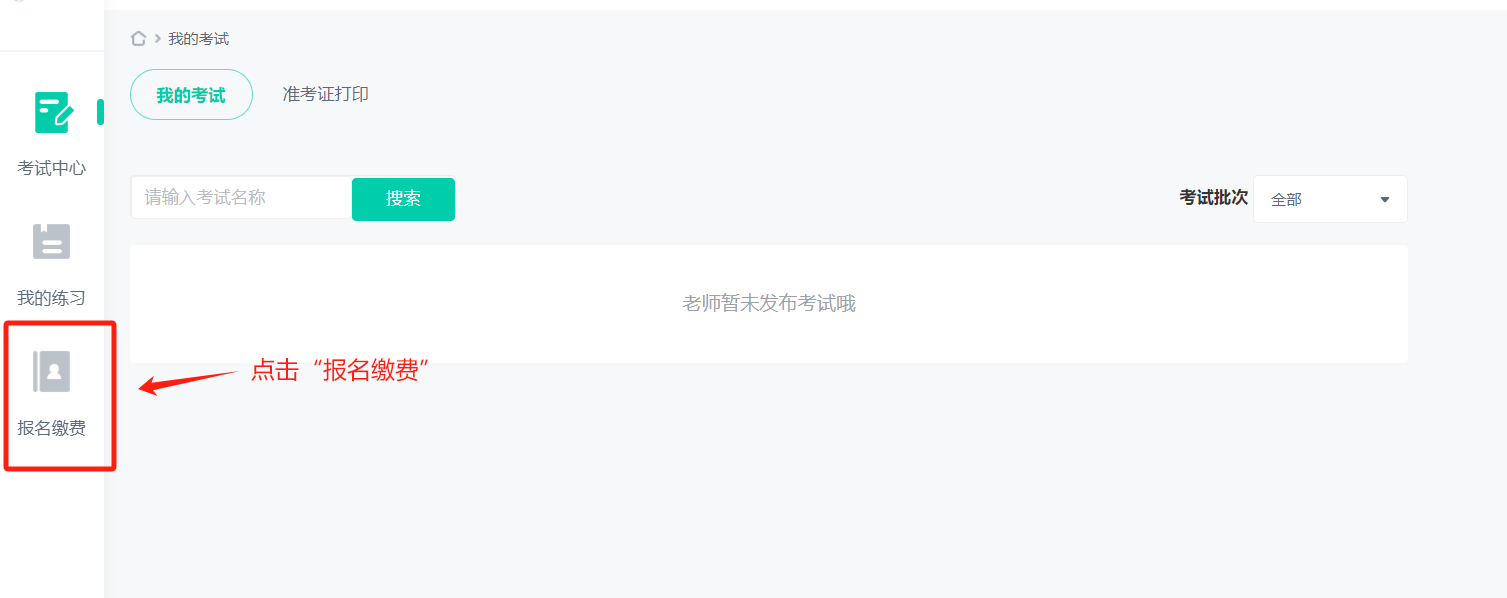 我的考试
我的考试
准考证打印
考试中心
请输入考试名称
搜索
考试批次
全部
我的练习
老师暂未发布考试哦
点击“报名缴费”
报名缴费